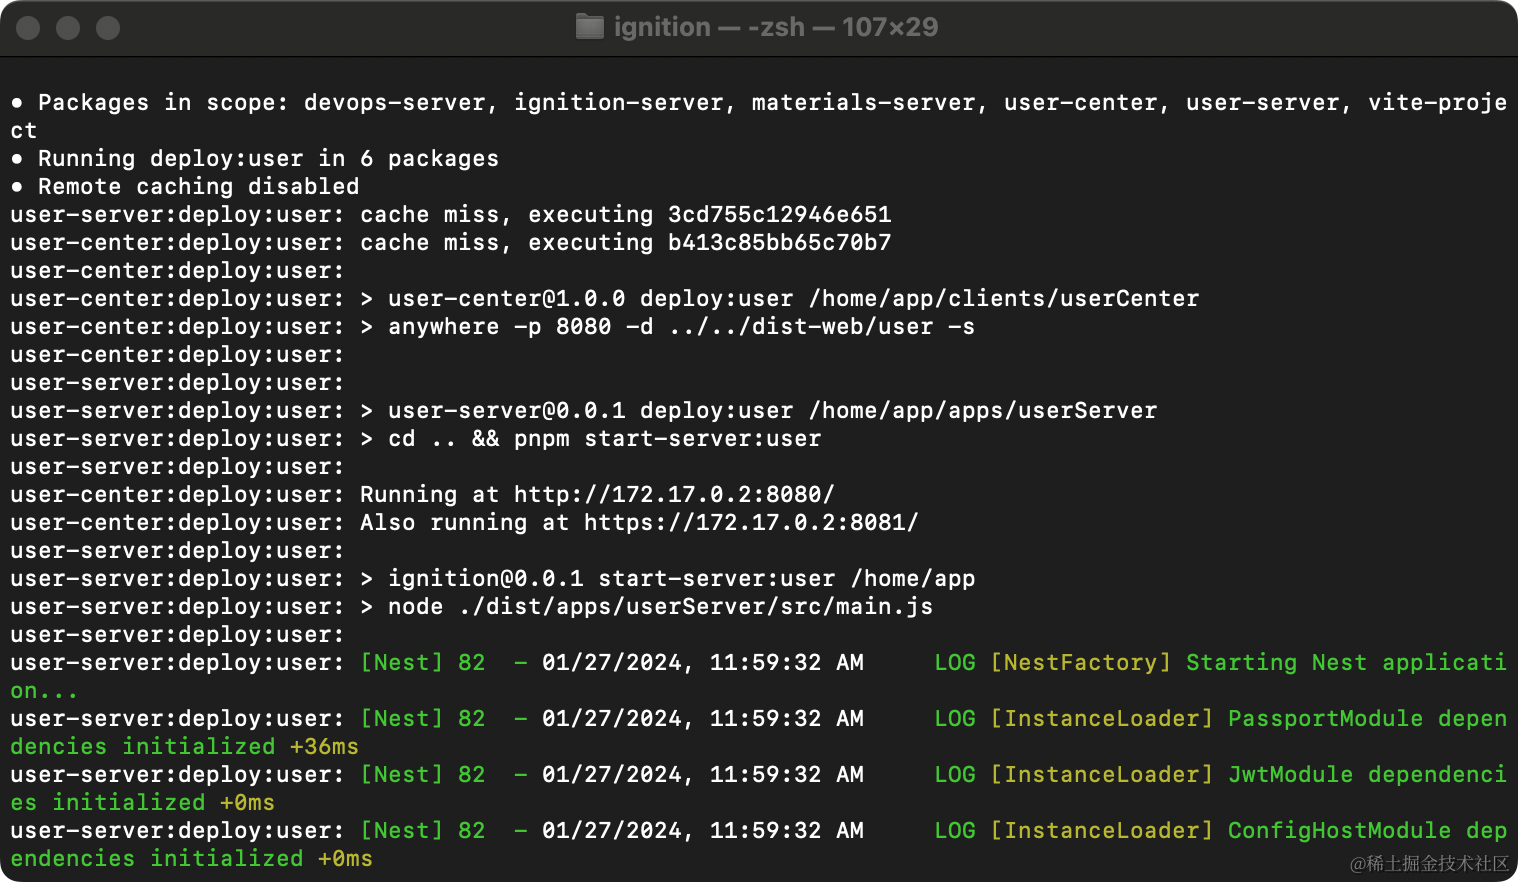 ignition — -zsh — 107×29
• Packages in scope: devops-server, ignition-server, materials-server, user-center, user-server, vite-proje
ct
• Running deploy:user in 6 packages
• Remote caching disabled
user-server:deploy:user: cache miss, executing 3cd755c12946e651
user-center:deploy:user: cache miss, executing b413c85bb65c70b7
user-center:deploy:user:
user-center:deploy:user: > user-center@1.0.0 deploy:user /home/app/clients/userCenter
user-center:deploy:user: > anywhere -p 8080 -d ../../dist-web/user -s
user-center:deploy:user:
user-server:deploy:user:
user-server:deploy:user: > user-server@0.0.1 deploy:user /home/app/apps/userServer
user-server:deploy:user: > cd .. && pnpm start-server:user
user-server:deploy:user:
user-center:deploy:user: Running at http://172.17.0.2:8080/
user-center:deploy:user: Also running at https://172.17.0.2:8081/
user-server:deploy:user:
user-server:deploy:user: > ignition@0.0.1 start-server:user /home/app
user-server:deploy:user: > node ./dist/apps/userServer/src/main.js
user-server:deploy:user:
user-server:deploy:user: [Nest] 82  - 01/27/2024, 11:59:32 AM     LOG [NestFactory] Starting Nest applicati
on...
user-server:deploy:user: [Nest] 82  - 01/27/2024, 11:59:32 AM     LOG [InstanceLoader] PassportModule depen
dencies initialized +36ms
user-server:deploy:user: [Nest] 82  - 01/27/2024, 11:59:32 AM     LOG [InstanceLoader] JwtModule dependenci
es initialized +0ms
user-server:deploy:user: [Nest] 82  - 01/27/2024, 11:59:32 AM     LOG [InstanceLoader] ConfigHostModule dep
endencies initialized +0ms
@稀土掘金技术社区